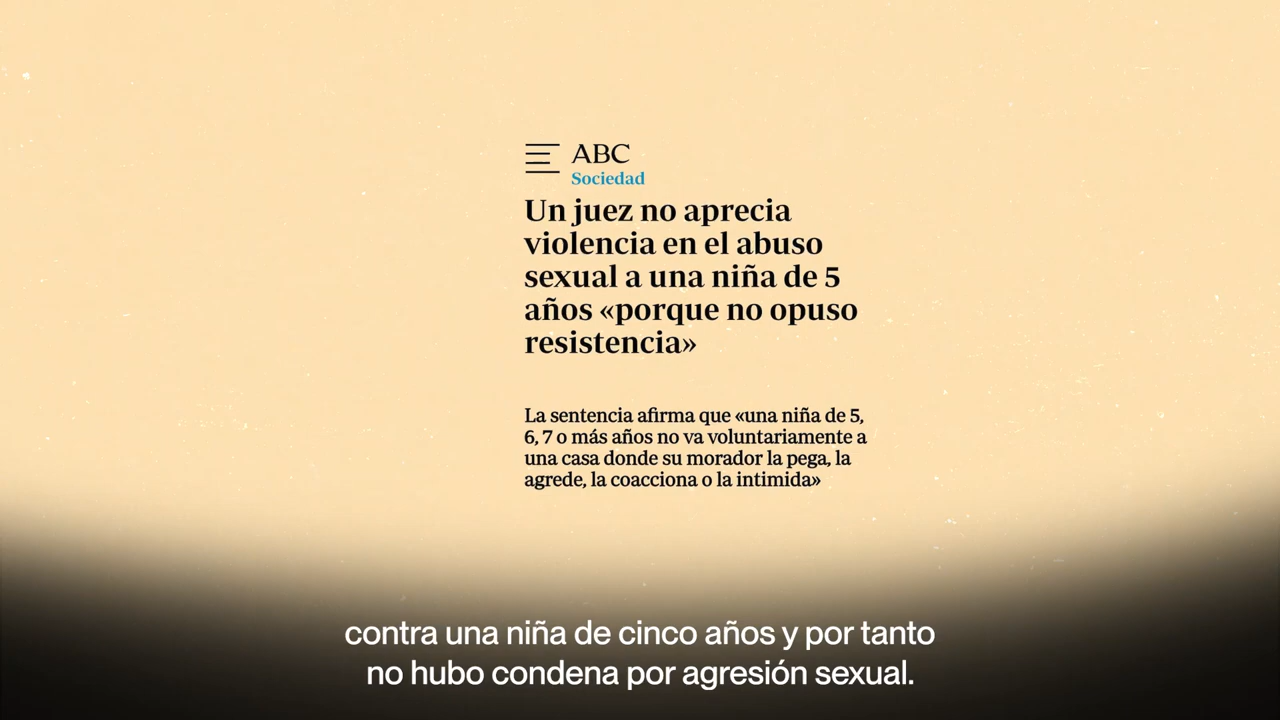 ABC
Sociedad
Un juez no aprecia
violencia en el abuso
sexual a una niña de 5
años «porque no opuso
resistencia»
La sentencia afirma que «una niña de 5,
6, 7 o más años no va voluntariamente a
una casa donde su morador la pega, la
agrede, la coacciona o la intimida»
contra una niña de cinco años y por tanto
no hubo condena por agresión sexual.